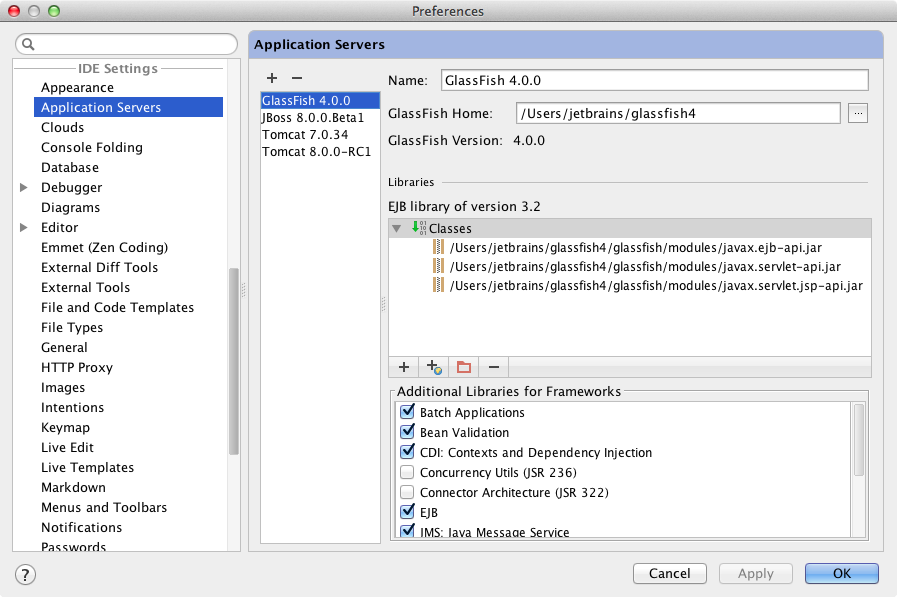 Preferences
IDE Settings
Appearance
Application Servers
Clouds
Console Folding
Database
Debugger
Diagrams
Editor
Emmet (Zen Coding)
External Diff Tools
External Tools
File and Code Templates
File Types
General
HTTP Proxy
Images
Intentions
Keymap
Live Edit
Live Templates
Markdown
Menus and Toolbars
Notifications
Passwords
Application Servers
GlassFish 4.0.0
JBoss 8.0.0.Beta1
Tomcat 7.0.34
Tomcat 8.0.0-RC1
Name: GlassFish 4.0.0
GlassFish Home: /Users/jetbrains/glassfish4 ...
GlassFish Version: 4.0.0
Libraries
EJB library of version 3.2
Classes
/Users/jetbrains/glassfish4/glassfish/modules/javax.ejb-api.jar
/Users/jetbrains/glassfish4/glassfish/modules/javax.servlet-api.jar
/Users/jetbrains/glassfish4/glassfish/modules/javax.servlet.jsp-api.jar
Additional Libraries for Frameworks
Batch Applications
Bean Validation
CDI: Contexts and Dependency Injection
Concurrency Utils (JSR 236)
Connector Architecture (JSR 322)
EJB
JMS: Java Message Service
? Cancel Apply OK